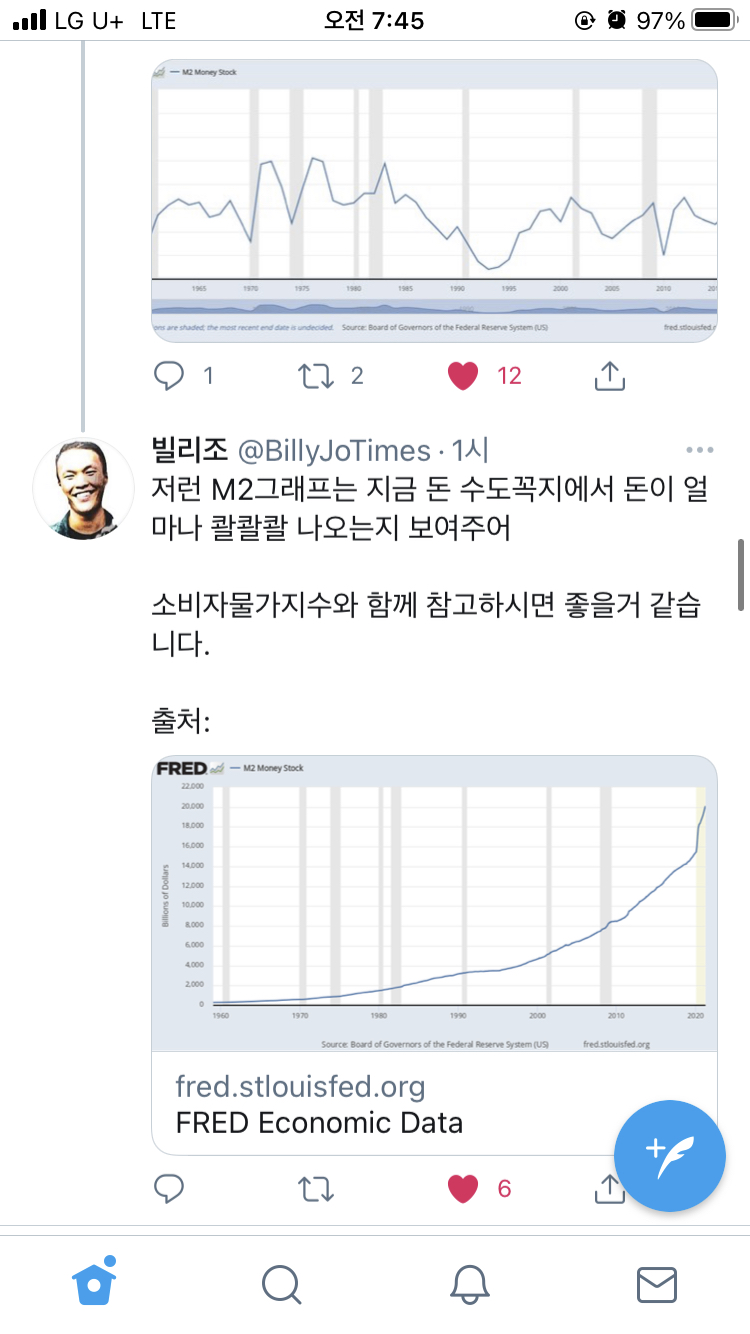 LG U+ LTE 오전 7:45 97%
M2 Money Stock
1965 1970 1975 1980 1985 1990 1995 2000 2005 2010
ons are shaded; the most recent end date is undecided. Source: Board of Governors of the Federal Reserve System (US) fred.stlouisfed.
1 2 12
빌리조 @BillyJoTimes · 1시
저런 M2그래프는 지금 돈 수도꼭지에서 돈이 얼
마나 콸콸콸 나오는지 보여주어
소비자물가지수와 함께 참고하시면 좋을거 같습
니다.
출처:
FRED M2 Money Stock
22,000
20,000
18,000
16,000
14,000
12,000
10,000
8,000
6,000
4,000
2,000
0
Billions of Dollars
1960 1970 1980 1990 2000 2010 2020
Source: Board of Governors of the Federal Reserve System (US) fred.stlouisfed.org
fred.stlouisfed.org
FRED Economic Data
6